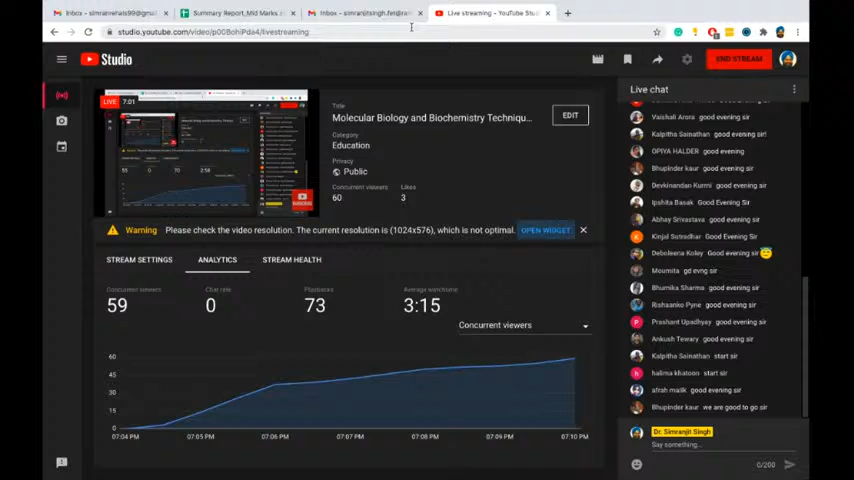 Inbox - simranrehals99@gmail
Summary Report_Mid Marks
Inbox - simranjitsingh.fet@ram
Live streaming - YouTube Stud
studio.youtube.com/video/p00BohiPda4/livestreaming
Studio
END STREAM
LIVE 7:01
Title
Molecular Biology and Biochemistry Techniqu...
EDIT
Category
Education
Privacy
Public
Concurrent viewers Likes
60 3
Warning Please check the video resolution. The current resolution is (1024x576), which is not optimal. OPEN WIDGET
STREAM SETTINGS ANALYTICS STREAM HEALTH
Concurrent viewers Chat rate Playbacks Average watchtime
59 0 73 3:15
Concurrent viewers
60
45
30
15
0
07:04 PM 07:05 PM 07:06 PM 07:07 PM 07:08 PM 07:09 PM 07:10 PM
Live chat
Vaishali Arora good evening sir
Kalpitha Sainathan good evening sir!
OPIYA HALDER good evening
Bhupinder kaur good evening sir
Devkinandan Kurmi good evening sir
Ipshita Basak Good evening sir
Abhay Srivastava good evening sir
Kinjal Sutradhar Good Evening Sir
Deboleena Koley Good evening sir
Moumita gd evng sir
Bhumika Sharma good evening sir
Rishaanko Pyne good evening sir
Prashant Upadhyay good evening sir
Ankush Tewary good evening sir
Kalpitha Sainathan start sir
halima khatoon start sir
afrah malik good evening sir
Bhupinder kaur we are good to go sir
Dr. Simranjit Singh
Say something...
0/200